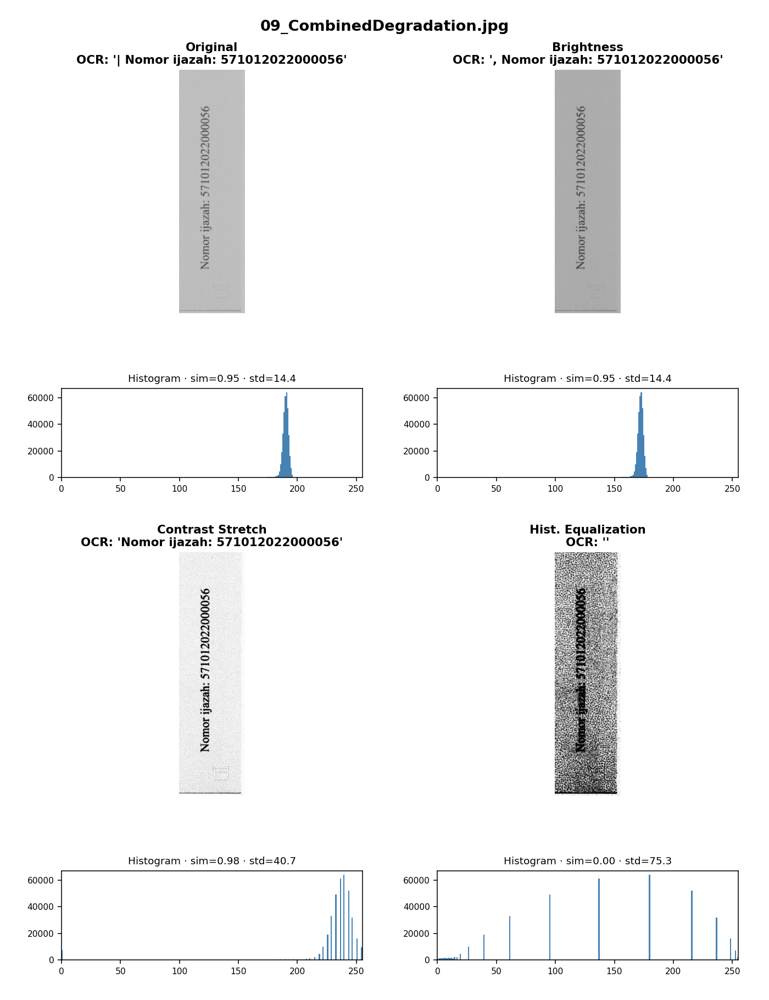 09_CombinedDegradation.jpg
Original
OCR: '| Nomor ijazah: 571012022000056'
Nomor ijazah: 571012022000056
Histogram · sim=0.95 · std=14.4
60000
40000
20000
0
0 50 100 150 200 250
Brightness
OCR: ', Nomor ijazah: 571012022000056'
Nomor ijazah: 571012022000056
Histogram · sim=0.95 · std=14.4
60000
40000
20000
0
0 50 100 150 200 250
Contrast Stretch
OCR: 'Nomor ijazah: 571012022000056'
Nomor ijazah: 571012022000056
Histogram · sim=0.98 · std=40.7
60000
40000
20000
0
0 50 100 150 200 250
Hist. Equalization
OCR: ''
Nomor ijazah: 571012022000056
Histogram · sim=0.00 · std=75.3
60000
40000
20000
0
0 50 100 150 200 250